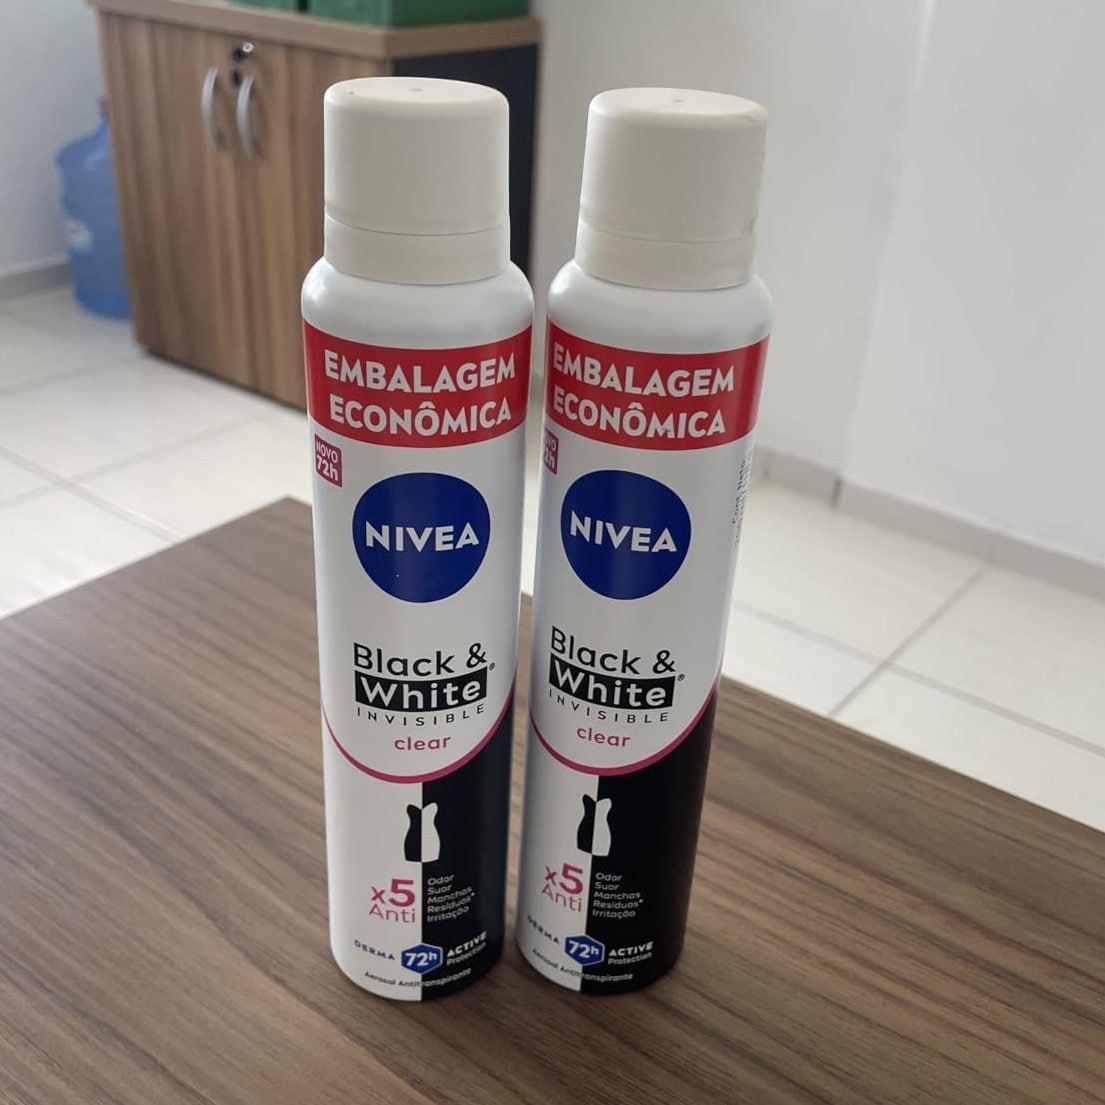 EMBALAGEM
ECONÔMICA
NOVO
72h
NIVEA
Black &
White®
INVISIBLE
clear
x5
Anti
Odor
Suor
Manchas
Resíduos*
Irritação
DERMA 72h ACTIVE
Protection
Aerosol Antitranspirante
EMBALAGEM
ECONÔMICA
NIVEA
Black &
White®
INVISIBLE
clear
x5
Anti
Odor
Suor
Manchas
Resíduos*
Irritação
DERMA 72h ACTIVE
Protection
Aerosol Antitranspirante
Cont. Neto